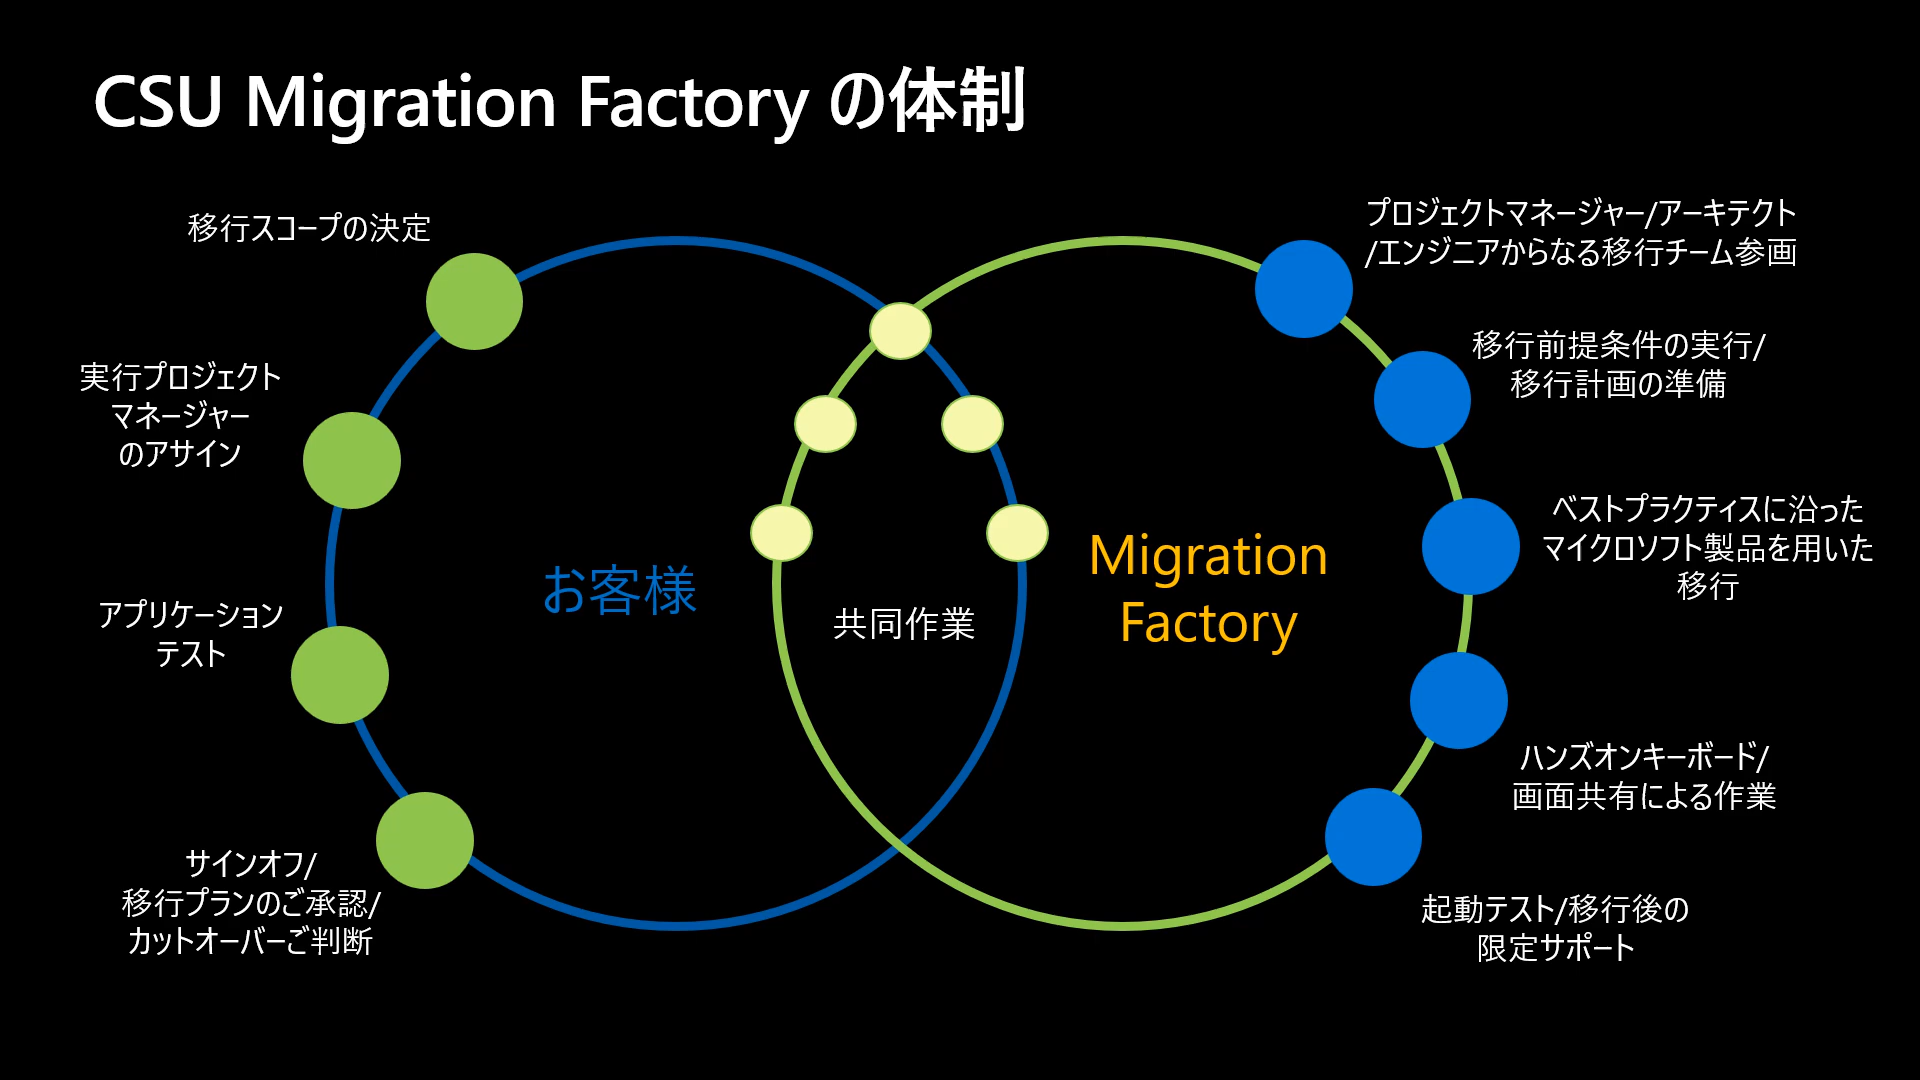 CSU Migration Factory の体制
移行スコープの決定
実行プロジェクト
マネージャー
のアサイン
アプリケーション
テスト
サインオフ/
移行プランのご承認/
カットオーバーご判断
お客様
共同作業
Migration
Factory
プロジェクトマネージャー/アーキテクト
/エンジニアからなる移行チーム参画
移行前提条件の実行/
移行計画の準備
ベストプラクティスに沿った
マイクロソフト製品を用いた
移行
ハンズオンキーボード/
画面共有による作業
起動テスト/移行後の
限定サポート